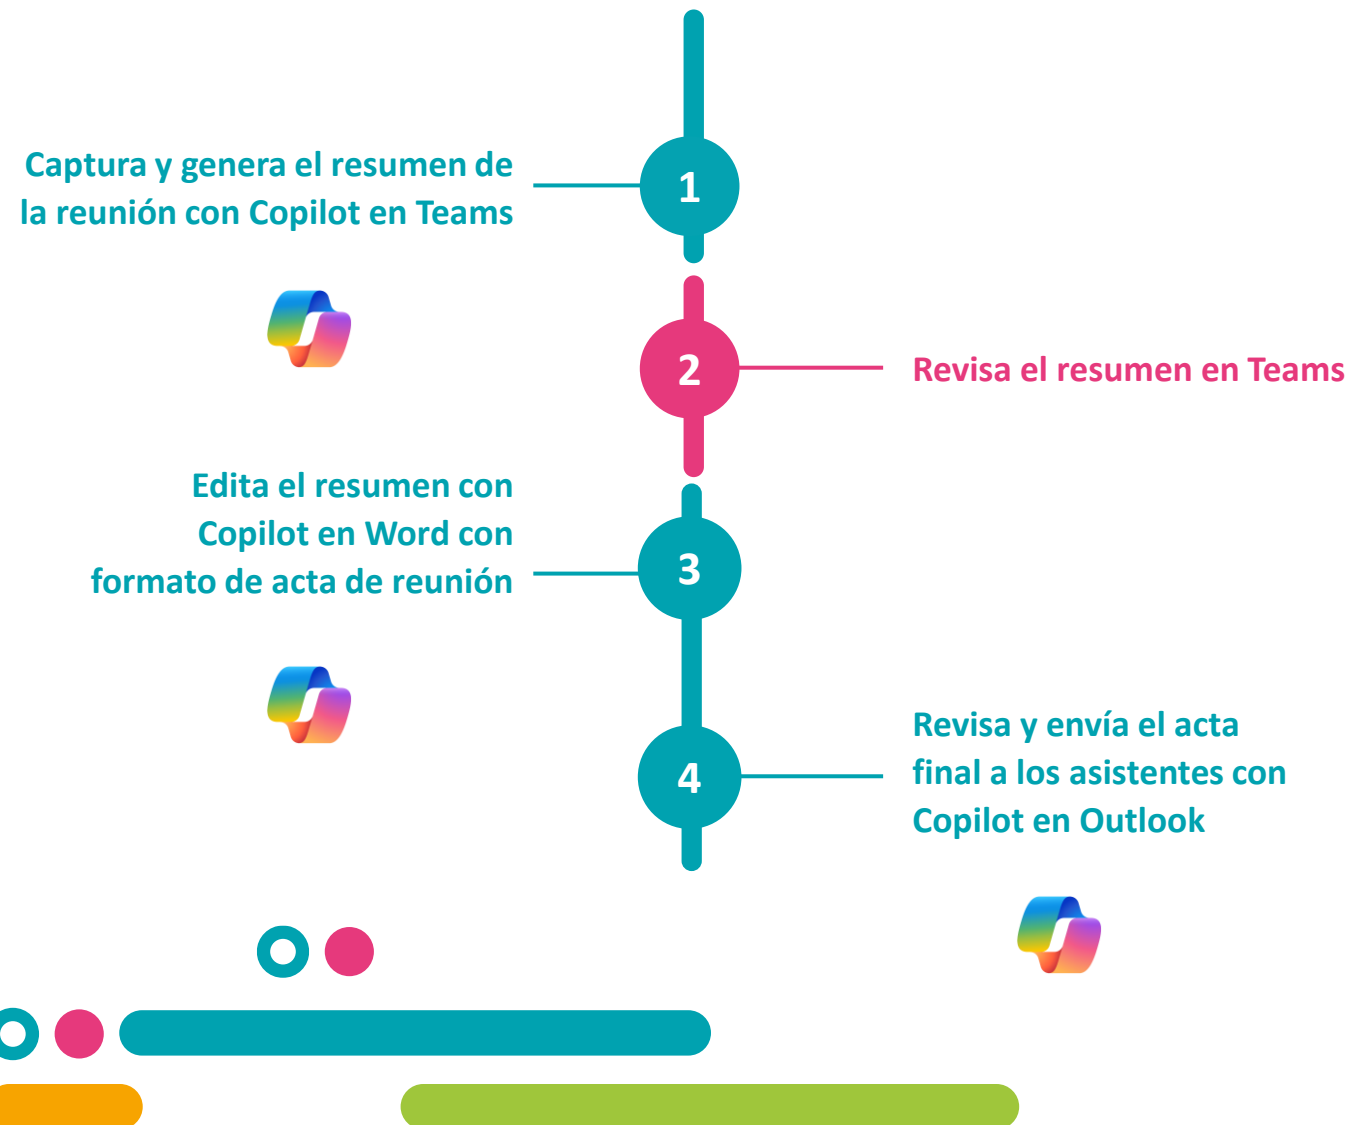 Captura y genera el resumen de
la reunión con Copilot en Teams
1
2
Revisa el resumen en Teams
Edita el resumen con
Copilot en Word con
formato de acta de reunión
3
Revisa y envía el acta
final a los asistentes con
Copilot en Outlook
4